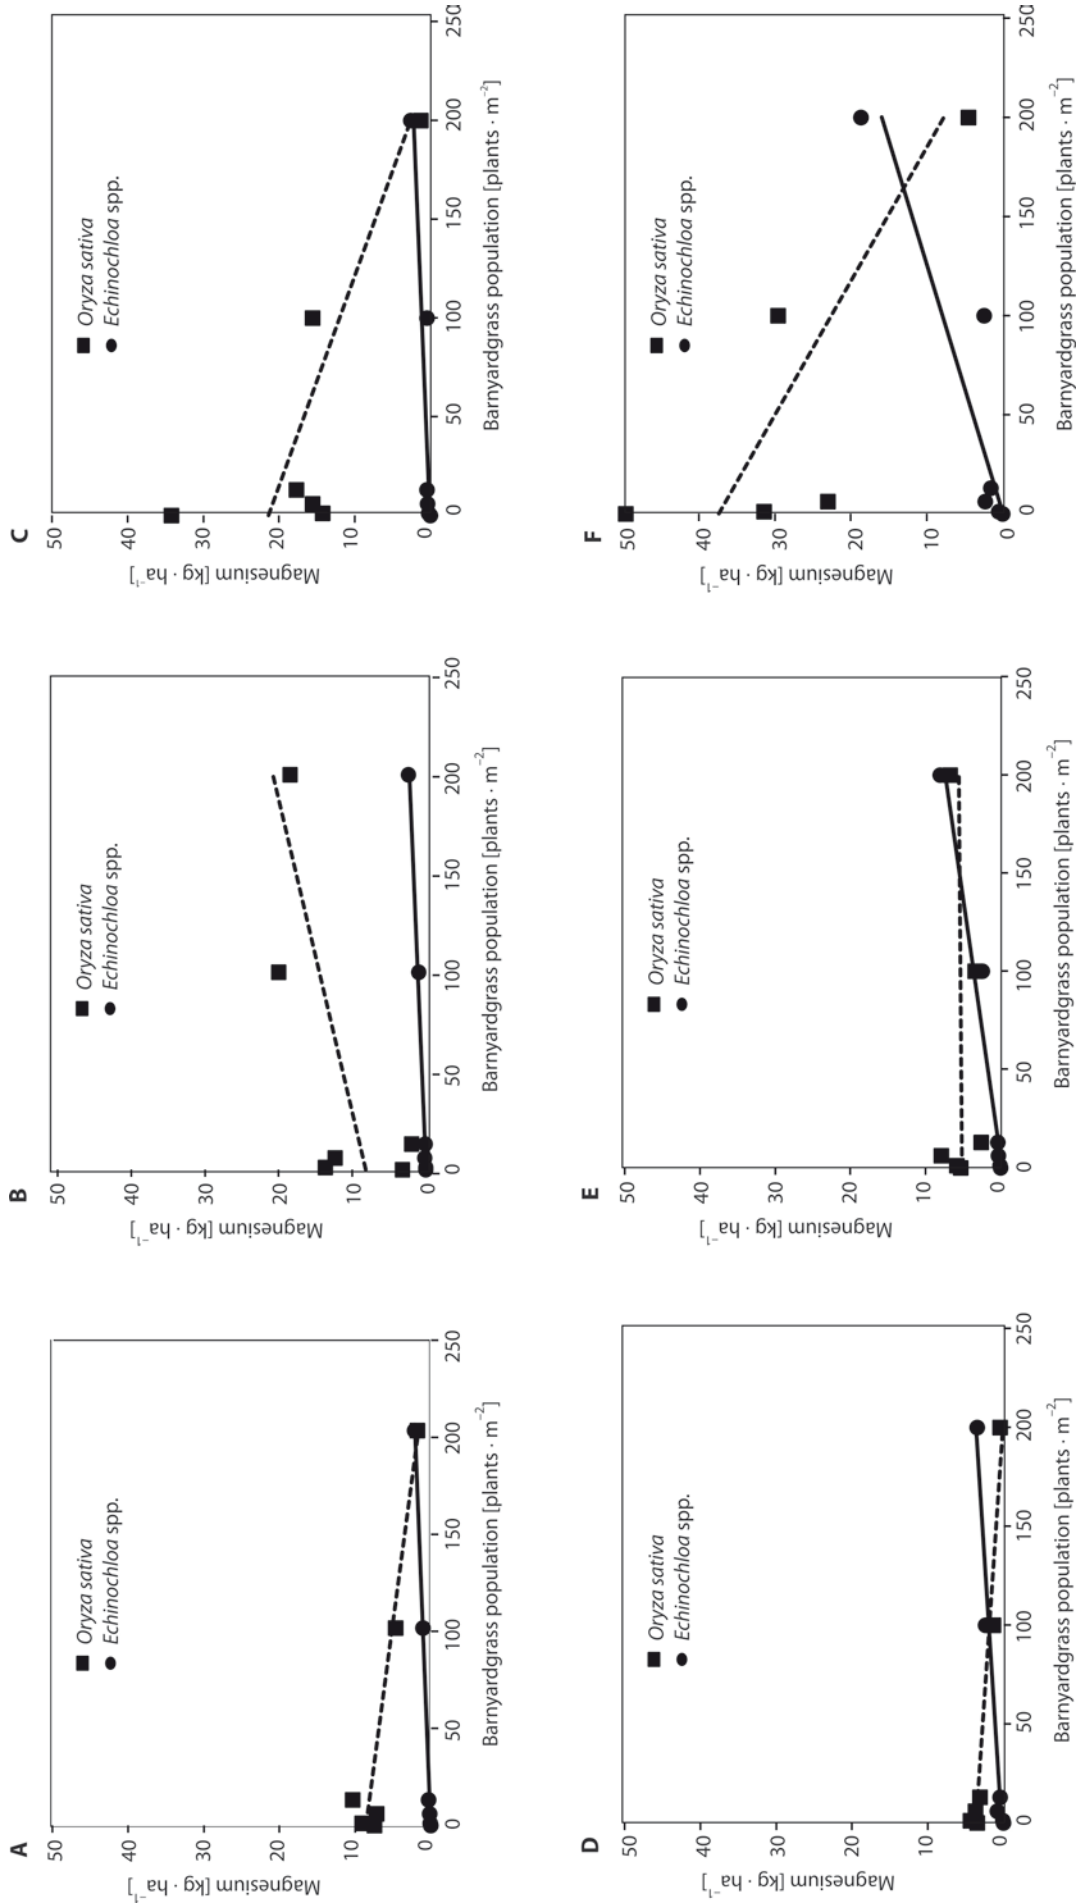 A
50
40
30
20
10
0
Magnesium [kg · ha⁻¹]
■ Oryza sativa
● Echinochloa spp.
0 50 100 150 200 250
Barnyardgrass population [plants · m⁻²]
B
50
40
30
20
10
0
Magnesium [kg · ha⁻¹]
■ Oryza sativa
● Echinochloa spp.
0 50 100 150 200 250
Barnyardgrass population [plants · m⁻²]
C
50
40
30
20
10
0
Magnesium [kg · ha⁻¹]
■ Oryza sativa
● Echinochloa spp.
0 50 100 150 200 250
Barnyardgrass population [plants · m⁻²]
D
50
40
30
20
10
0
Magnesium [kg · ha⁻¹]
■ Oryza sativa
● Echinochloa spp.
0 50 100 150 200 250
Barnyardgrass population [plants · m⁻²]
E
50
40
30
20
10
0
Magnesium [kg · ha⁻¹]
■ Oryza sativa
● Echinochloa spp.
0 50 100 150 200 250
Barnyardgrass population [plants · m⁻²]
F
50
40
30
20
10
0
Magnesium [kg · ha⁻¹]
■ Oryza sativa
● Echinochloa spp.
0 50 100 150 200 250
Barnyardgrass population [plants · m⁻²]